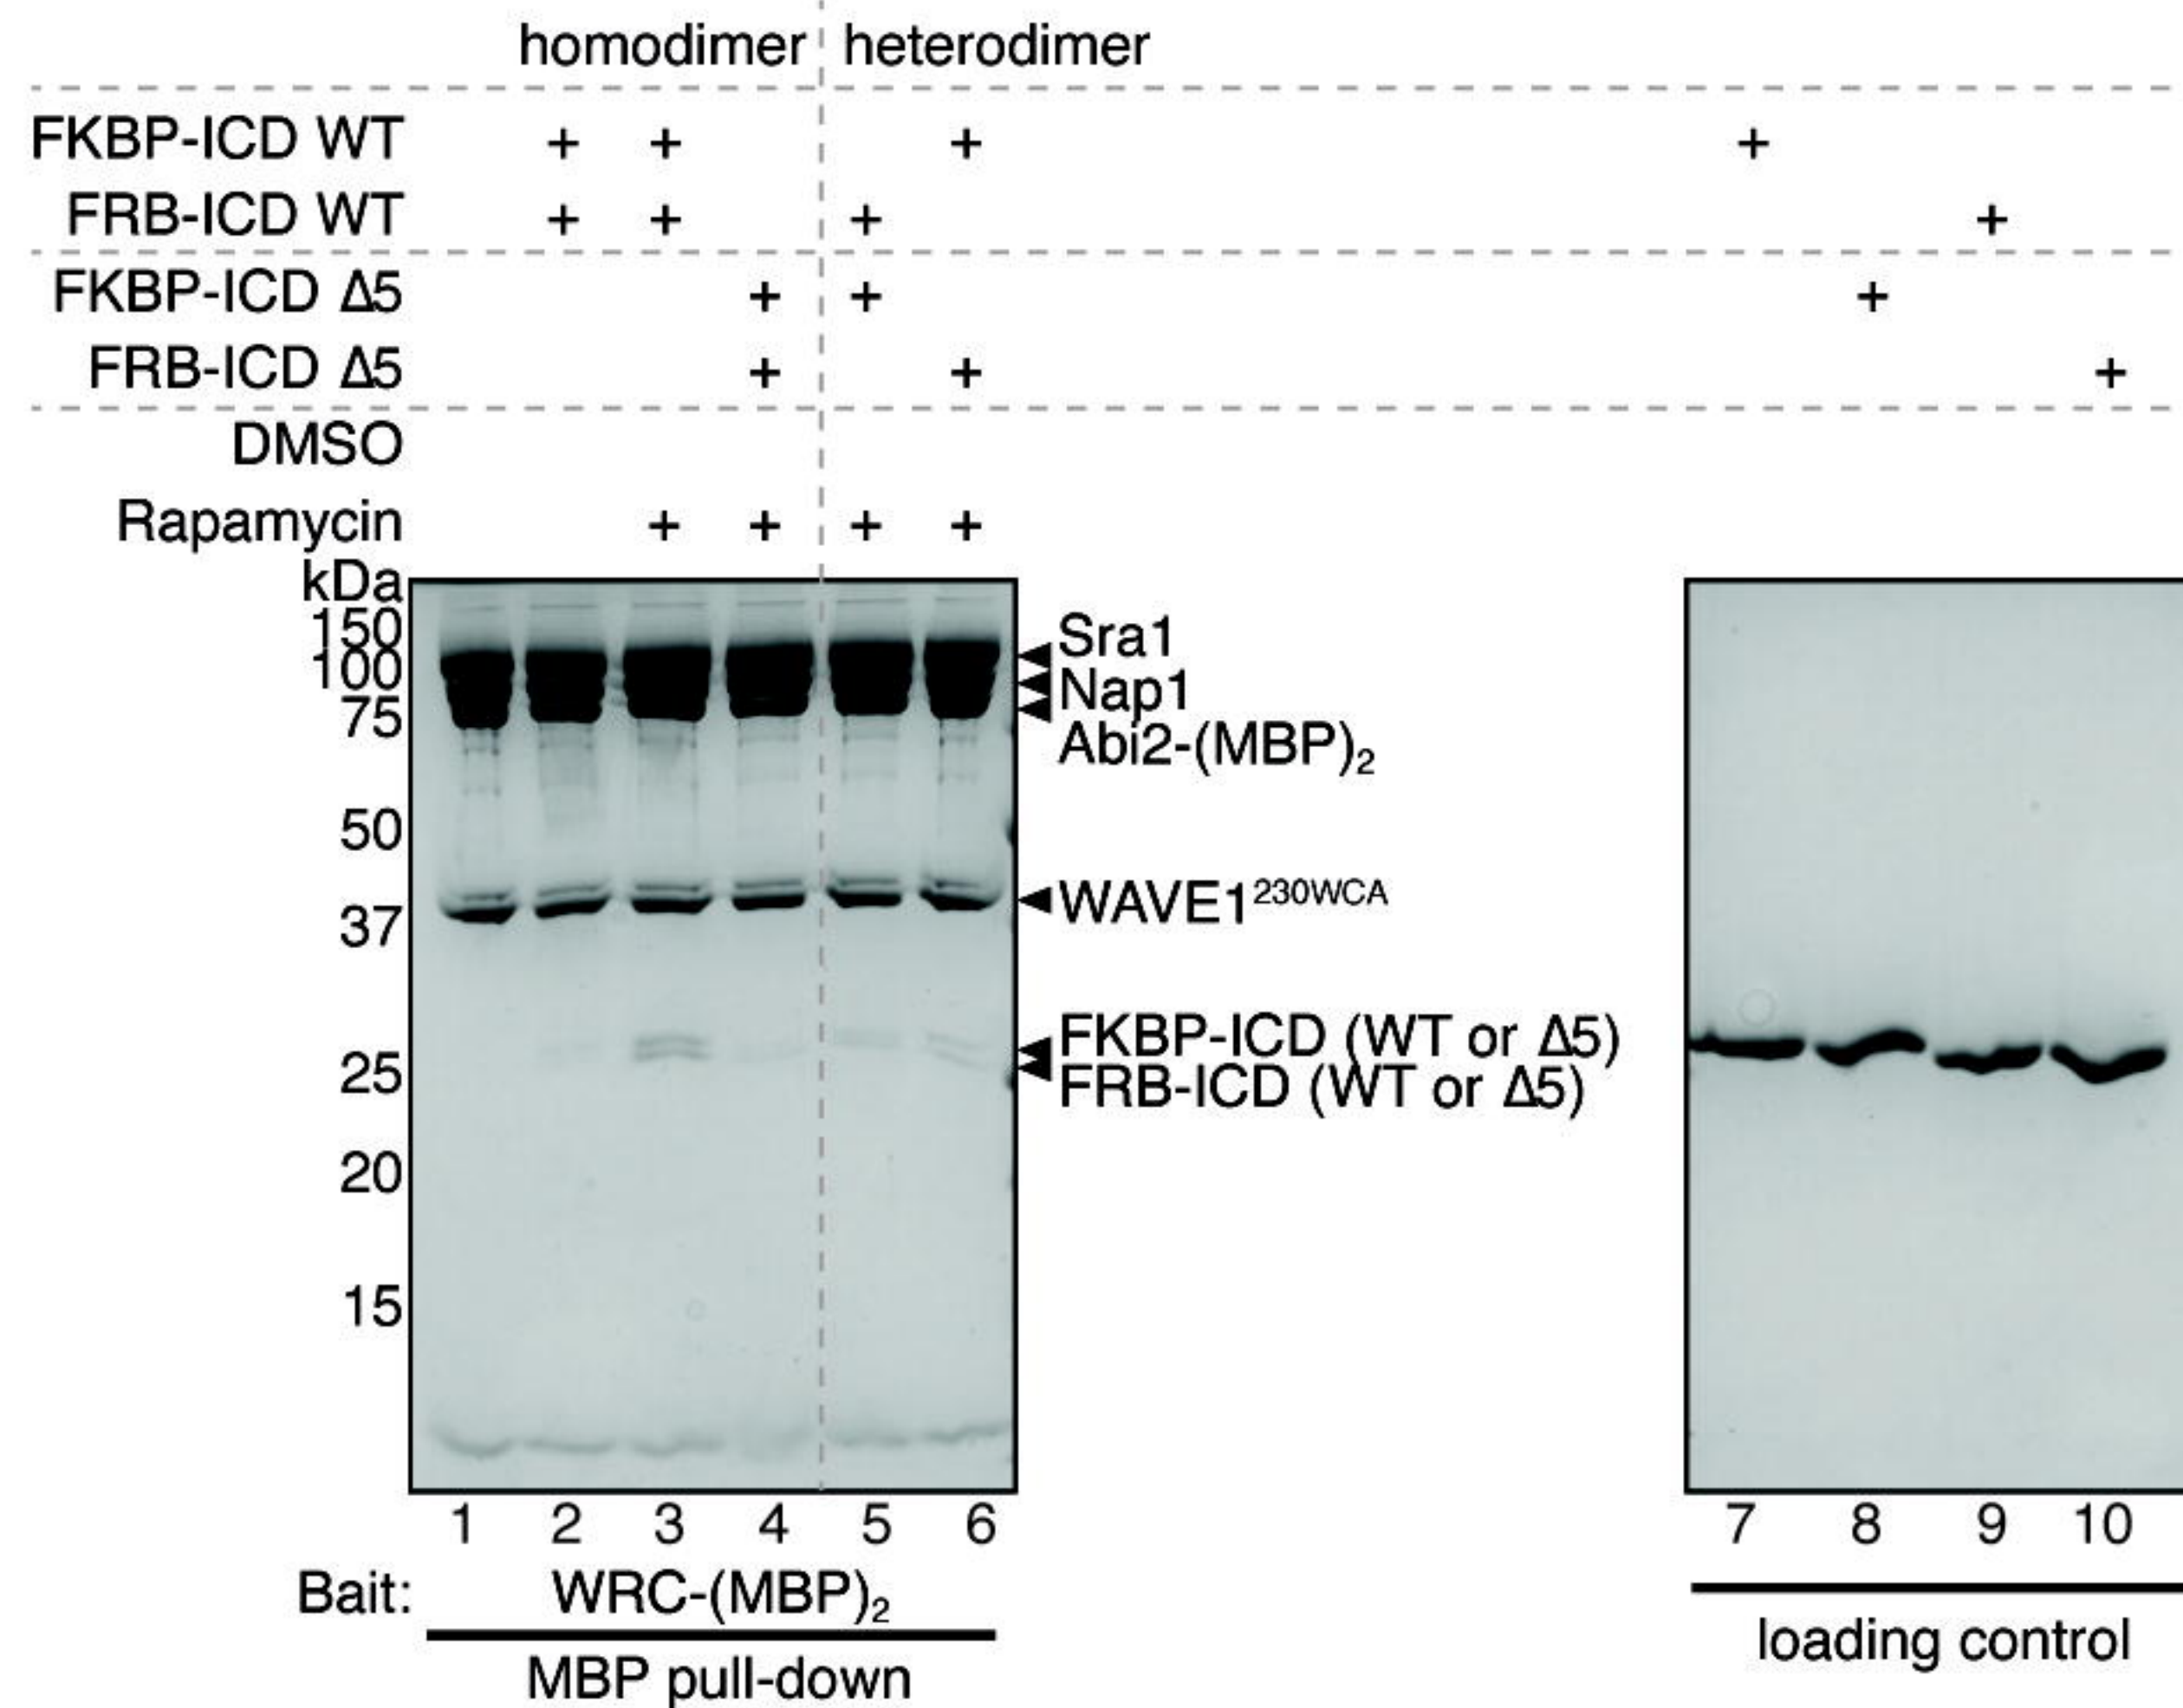 homodimer heterodimer
FKBP-ICD WT + + + +
FRB-ICD WT + + + +
FKBP-ICD Δ5 + + +
FRB-ICD Δ5 + + +
DMSO
Rapamycin + + + +
kDa
150
100
75
50
37
25
20
15
Sra1
Nap1
Abi2-(MBP)₂
WAVE1²³⁰ᵂᶜᴬ
FKBP-ICD (WT or Δ5)
FRB-ICD (WT or Δ5)
1 2 3 4 5 6 7 8 9 10
Bait: WRC-(MBP)₂
MBP pull-down
loading control